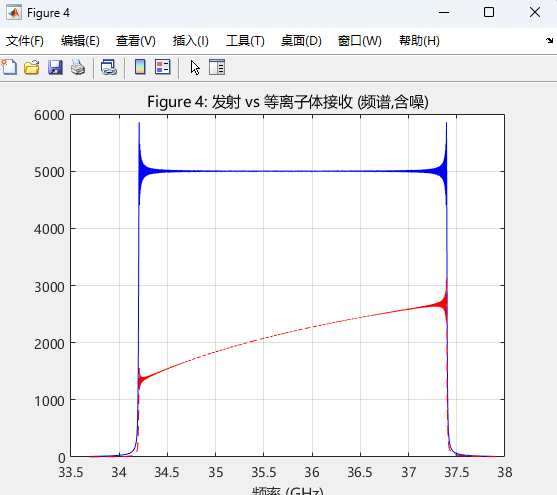 Figure 4
文件(F) 编辑(E) 查看(V) 插入(I) 工具(T) 桌面(D) 窗口(W) 帮助(H)
Figure 4: 发射 vs 等离子体接收 (频谱,含噪)
6000
5000
4000
3000
2000
1000
0
33.5 34 34.5 35 35.5 36 36.5 37 37.5 38
频率 (GHz)